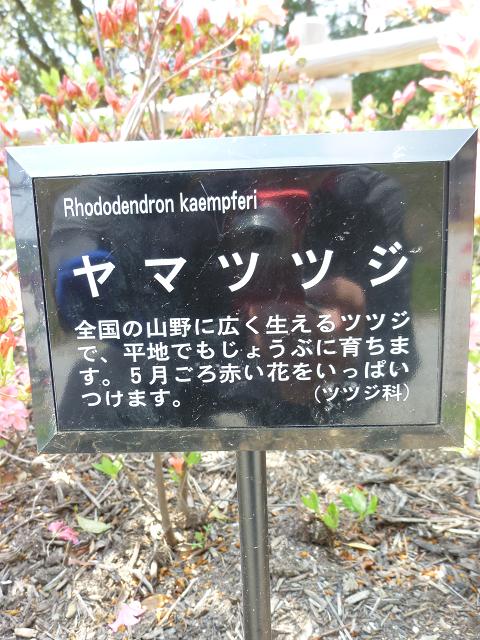 Rhododendron kaempferi
ヤマツツジ
全国の山野に広く生えるツツジ
で、平地でもじょうぶに育ちま
す。5月ごろ赤い花をいっぱい
つけます。 (ツツジ科)